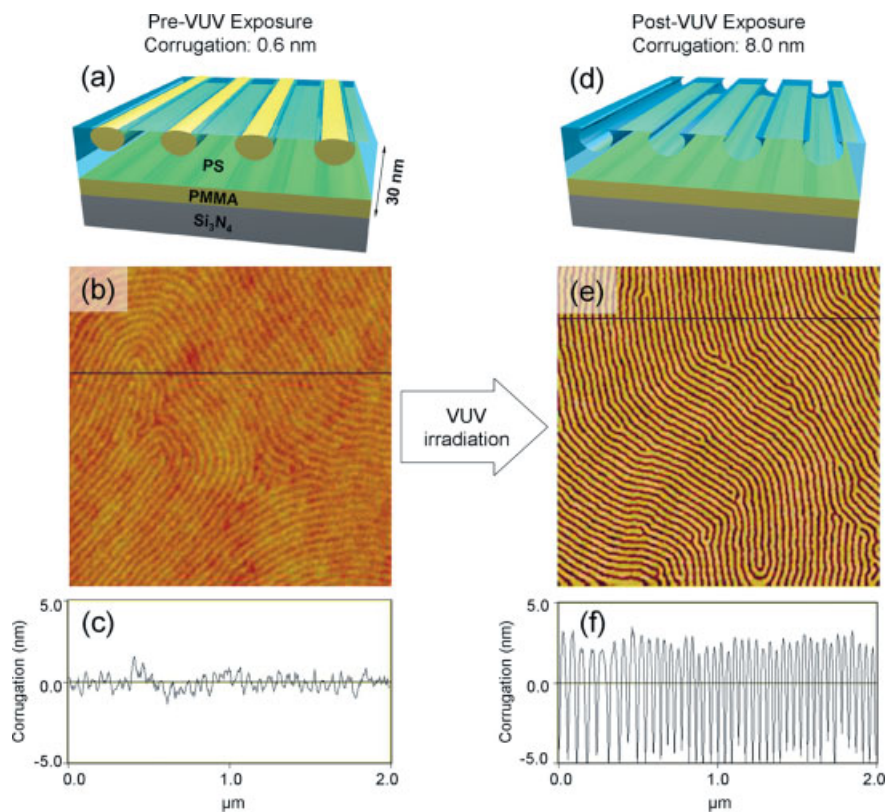 Pre-VUV Exposure
Corrugation: 0.6 nm
(a)
PS
PMMA
Si₃N₄
30 nm
(b)
(c)
5.0
0.0
-5.0
Corrugation (nm)
0.0 1.0 2.0
µm
VUV
irradiation
Post-VUV Exposure
Corrugation: 8.0 nm
(d)
(e)
(f)
5.0
0.0
-5.0
Corrugation (nm)
0.0 1.0 2.0
µm